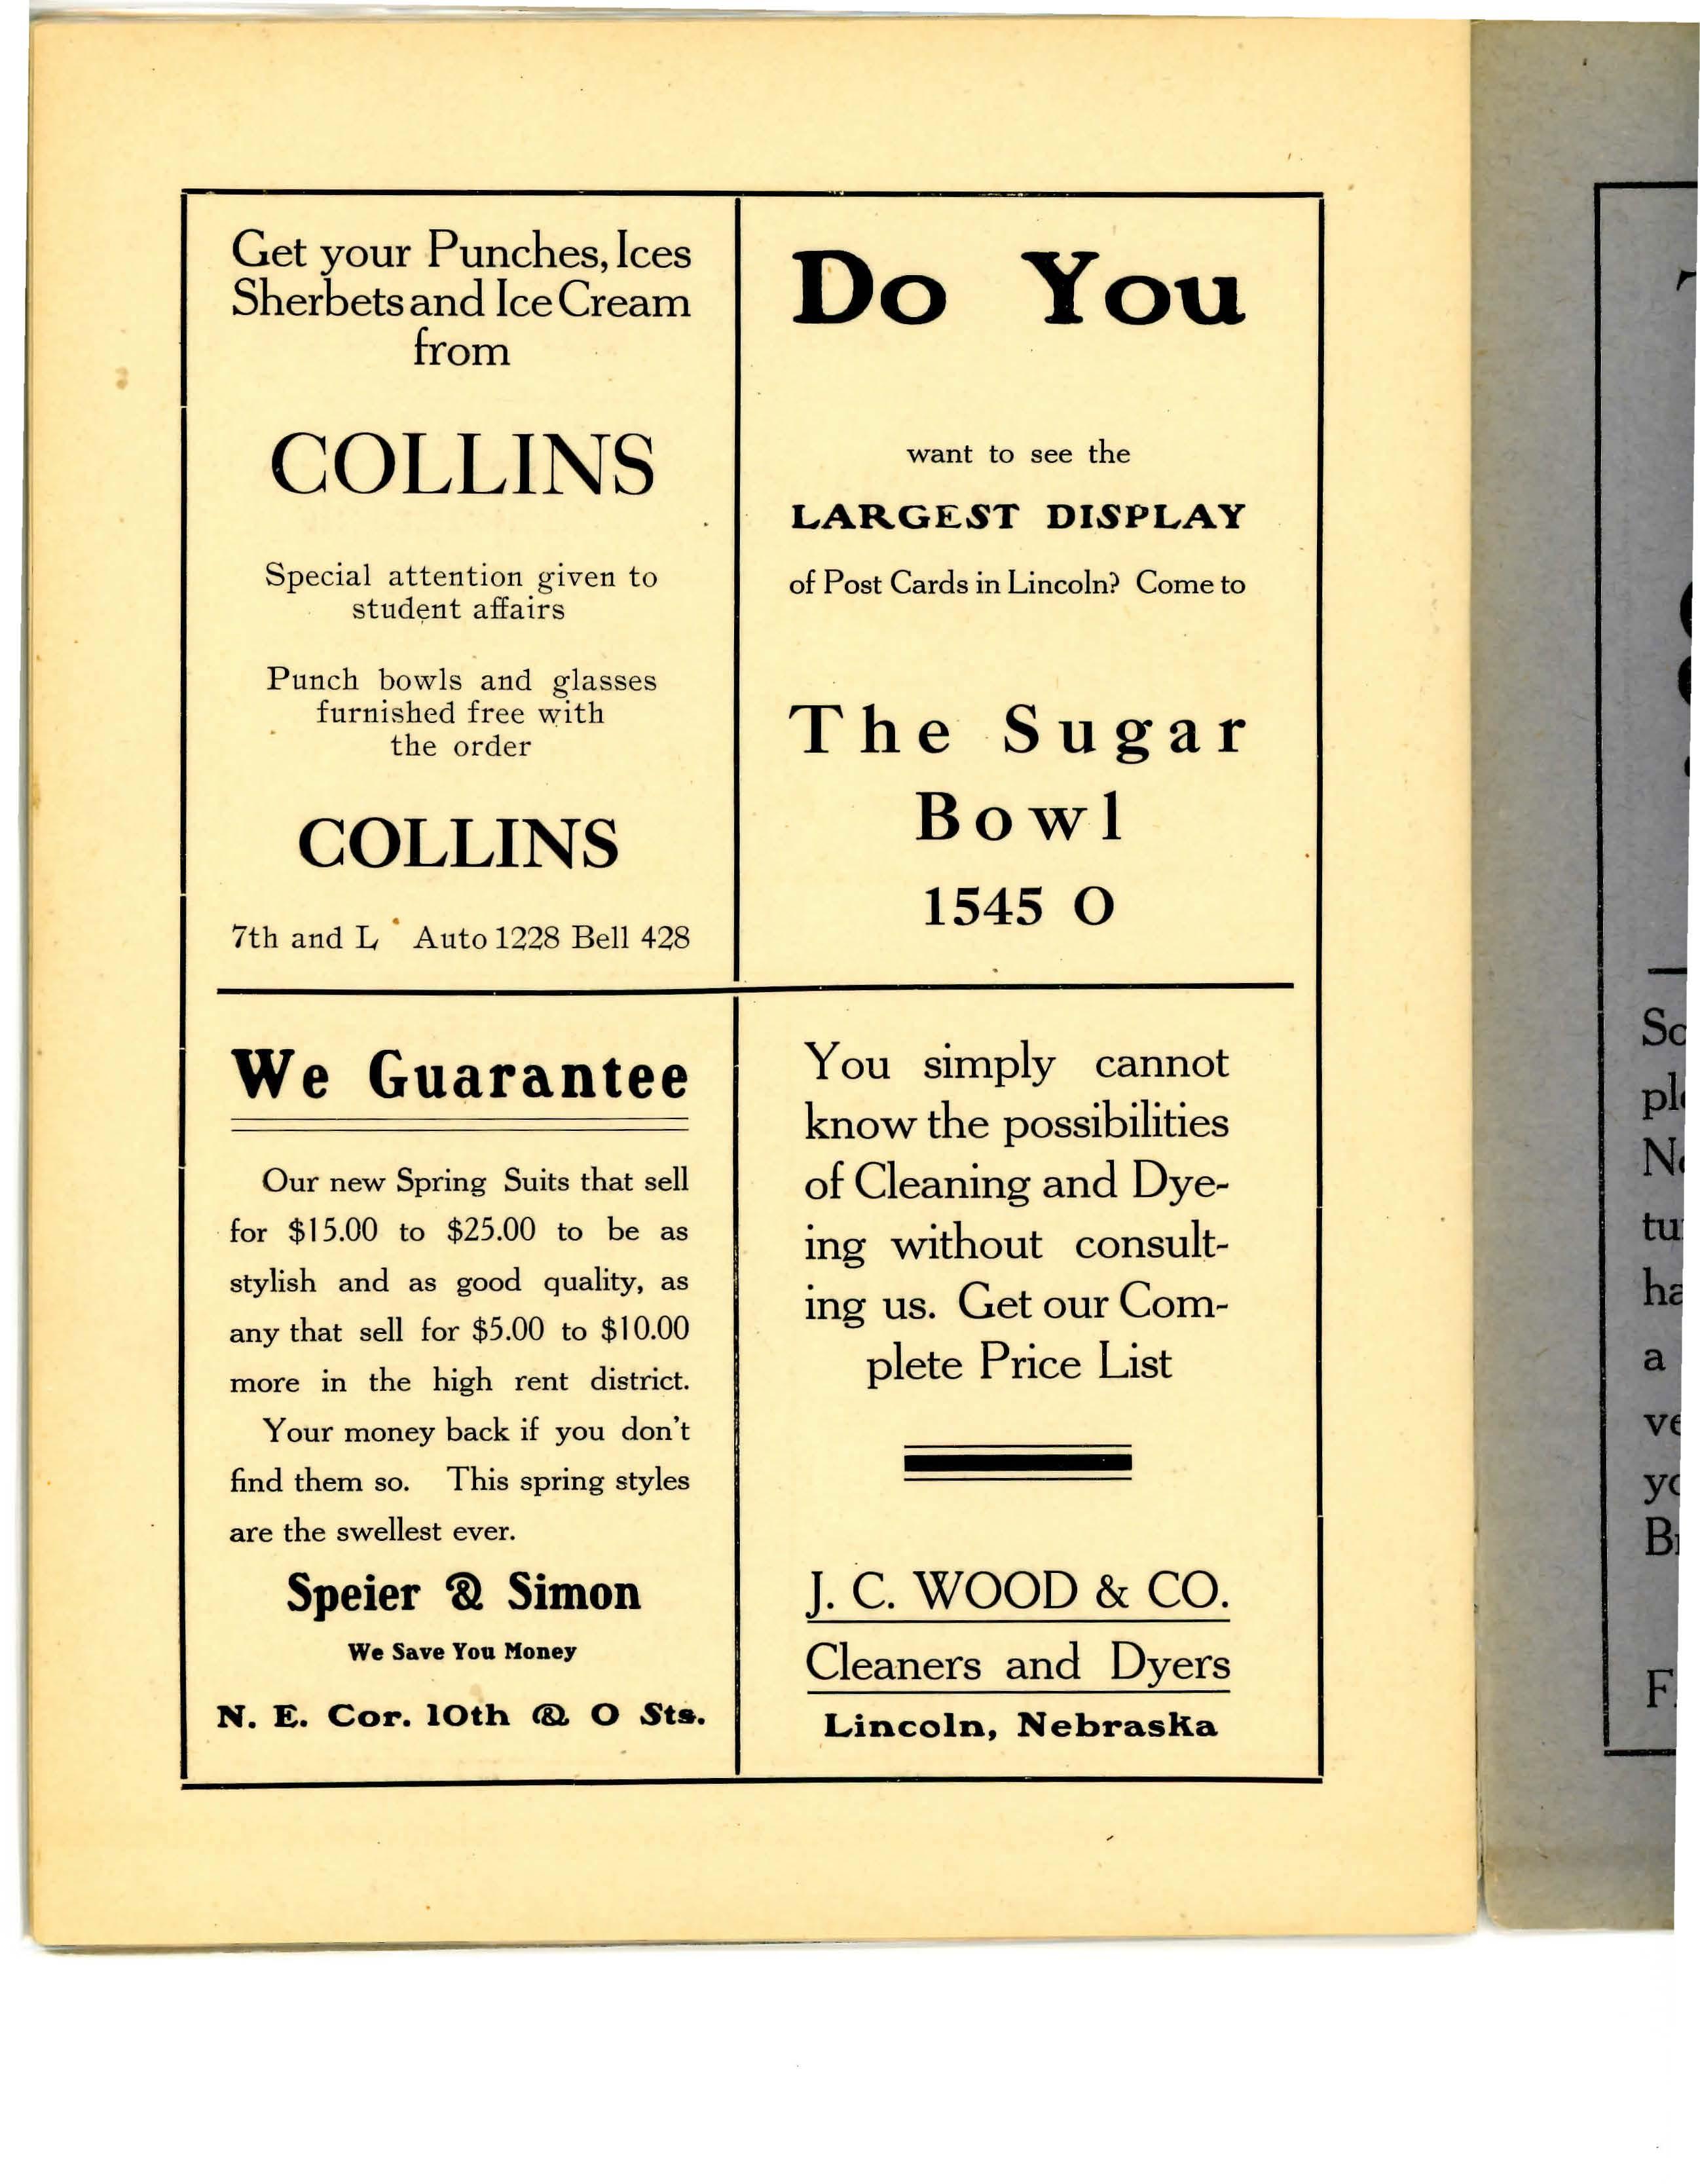 Get your Punches, Ices
Sherbets and Ice Cream
from
COLLINS
Special attention given to
student affairs
Punch bowls and glasses
furnished free with
the order
COLLINS
7th and L Auto 1228 Bell 428
Do You
want to see the
LARGEST DISPLAY
of Post Cards in Lincoln? Come to
The Sugar
Bowl
1545 O
We Guarantee
Our new Spring Suits that sell
for $15.00 to $25.00 to be as
stylish and as good quality, as
any that sell for $5.00 to $10.00
more in the high rent district.
Your money back if you don't
find them so. This spring styles
are the swellest ever.
Speier & Simon
We Save You Money
N. E. Cor. 10th & O Sts.
You simply cannot
know the possibilities
of Cleaning and Dye-
ing without consult-
ing us. Get our Com-
plete Price List
J. C. WOOD & CO.
Cleaners and Dyers
Lincoln, Nebraska